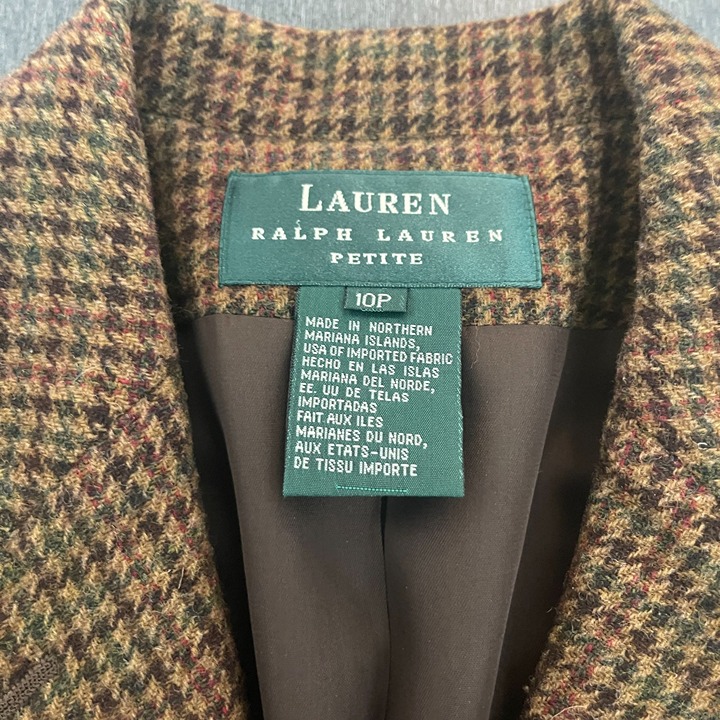 LAUREN
RALPH LAUREN
PETITE
10P
MADE IN NORTHERN
MARIANA ISLANDS,
USA OF IMPORTED FABRIC
HECHO EN LAS ISLAS
MARIANA DEL NORDE,
EE. UU DE TELAS
IMPORTADAS
FAIT AUX ILES
MARIANES DU NORD,
AUX ETATS-UNIS
DE TISSU IMPORTE